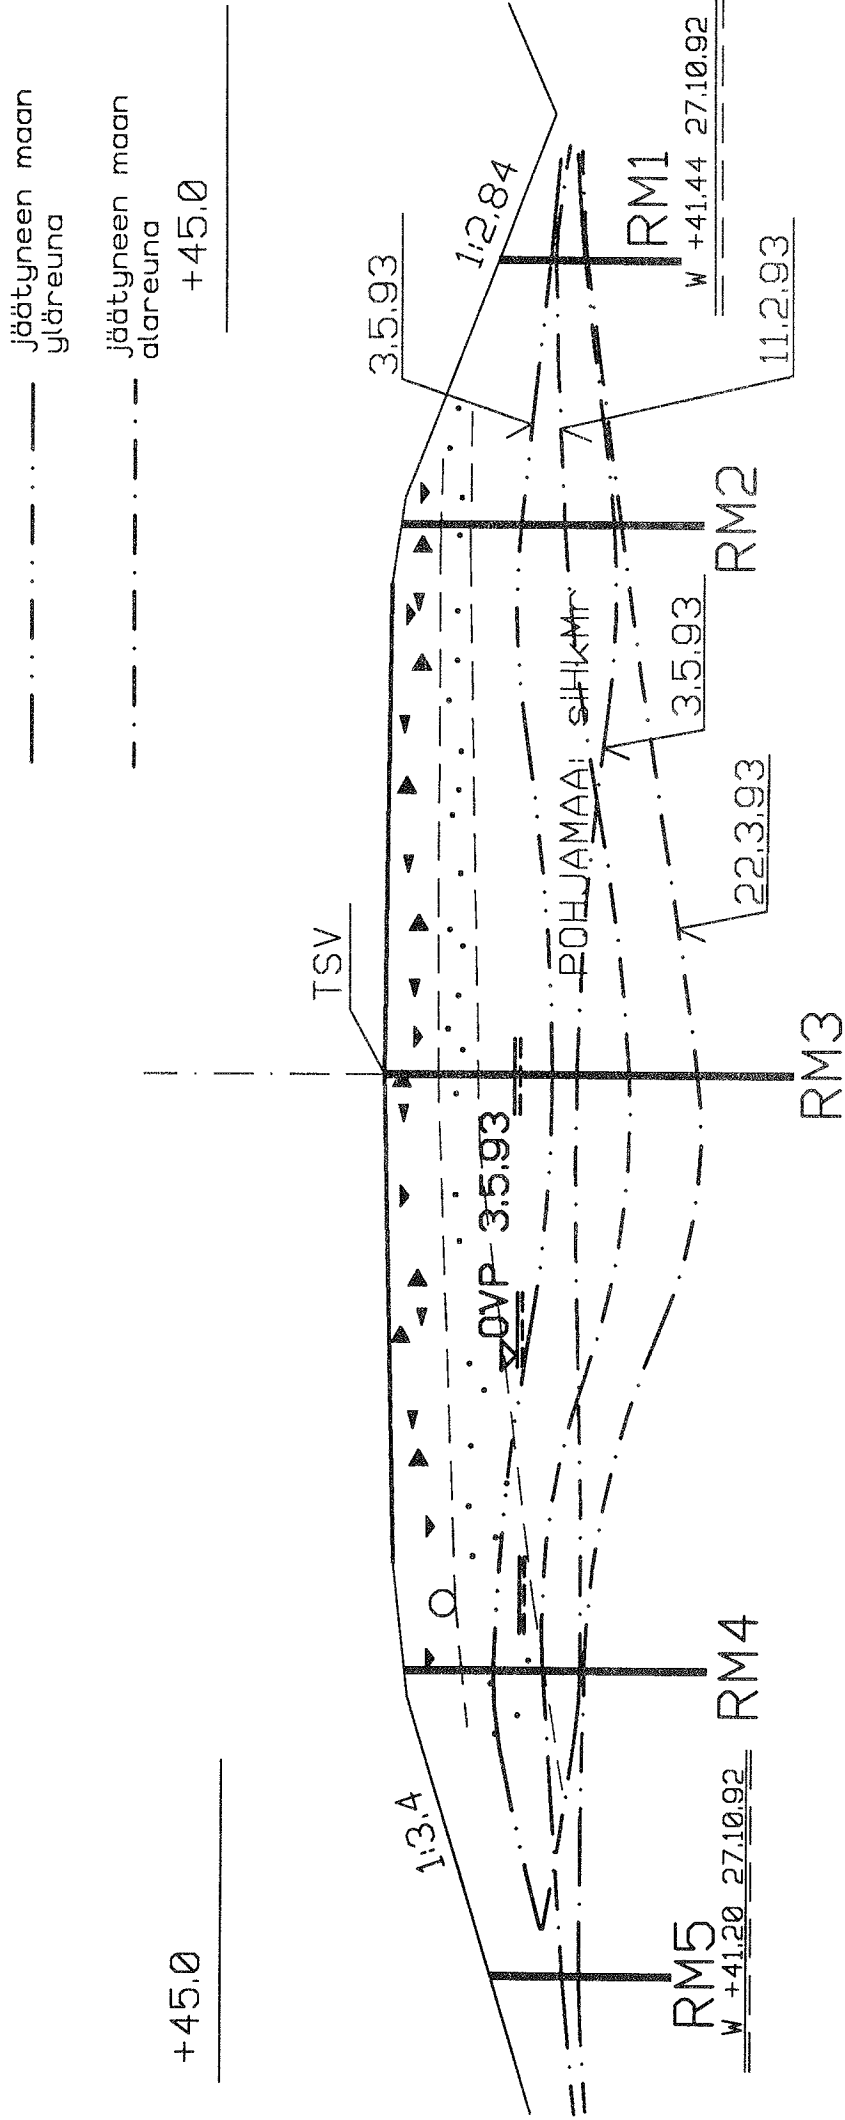 jäätyneen maan
yläreuna
jäätyneen maan
alareuna
+45.0
+45.0
TSV
1:3.4
3.5.93
1:2.84
OVP 3.5.93
POHJAMAA: siHkMr
RM5
W +41.20 27.10.92
RM4
RM3
22.3.93
3.5.93
RM2
11.2.93
RM1
W +41.44 27.10.92